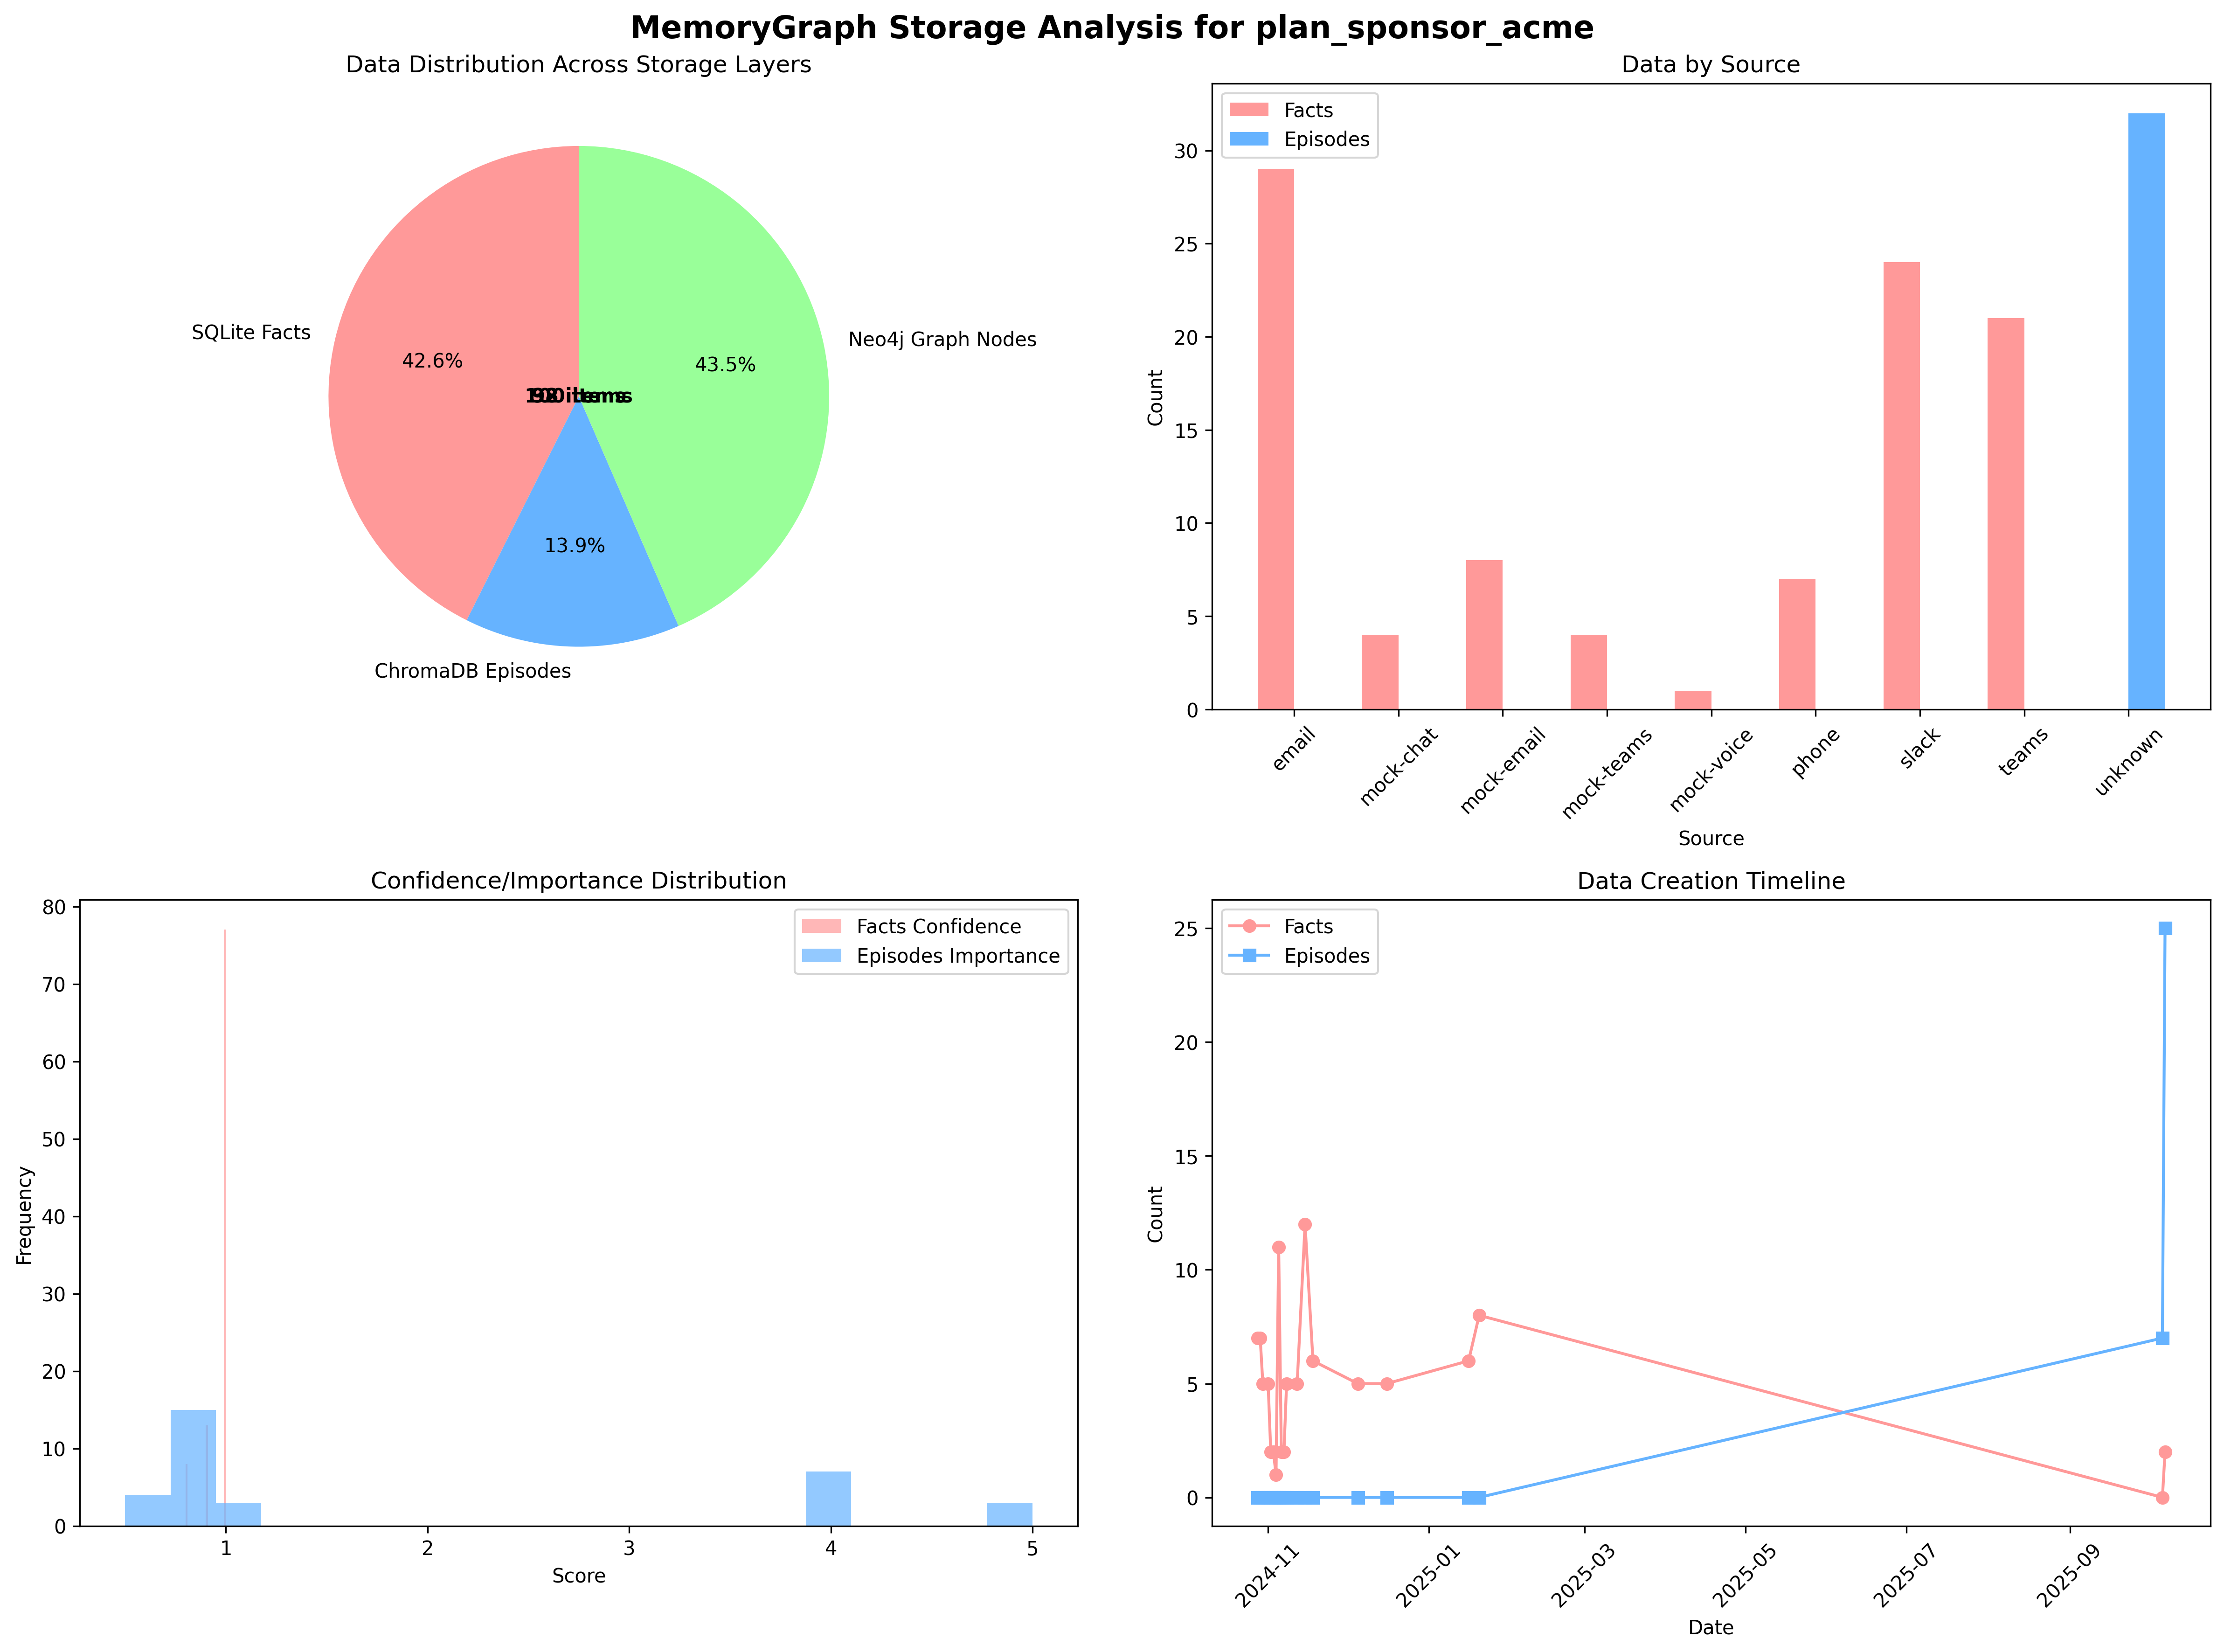 MemoryGraph Storage Analysis for plan_sponsor_acme
Data Distribution Across Storage Layers
SQLite Facts
42.6%
Neo4j Graph Nodes
43.5%
items
13.9%
ChromaDB Episodes
Data by Source
Facts
Episodes
Count
30
25
20
15
10
5
0
email
mock-chat
mock-email
mock-teams
mock-voice
phone
slack
teams
unknown
Source
Confidence/Importance Distribution
Facts Confidence
Episodes Importance
Frequency
80
70
60
50
40
30
20
10
0
1
2
3
4
5
Score
Data Creation Timeline
Facts
Episodes
Count
25
20
15
10
5
0
2024-11
2025-01
2025-03
2025-05
2025-07
2025-09
Date